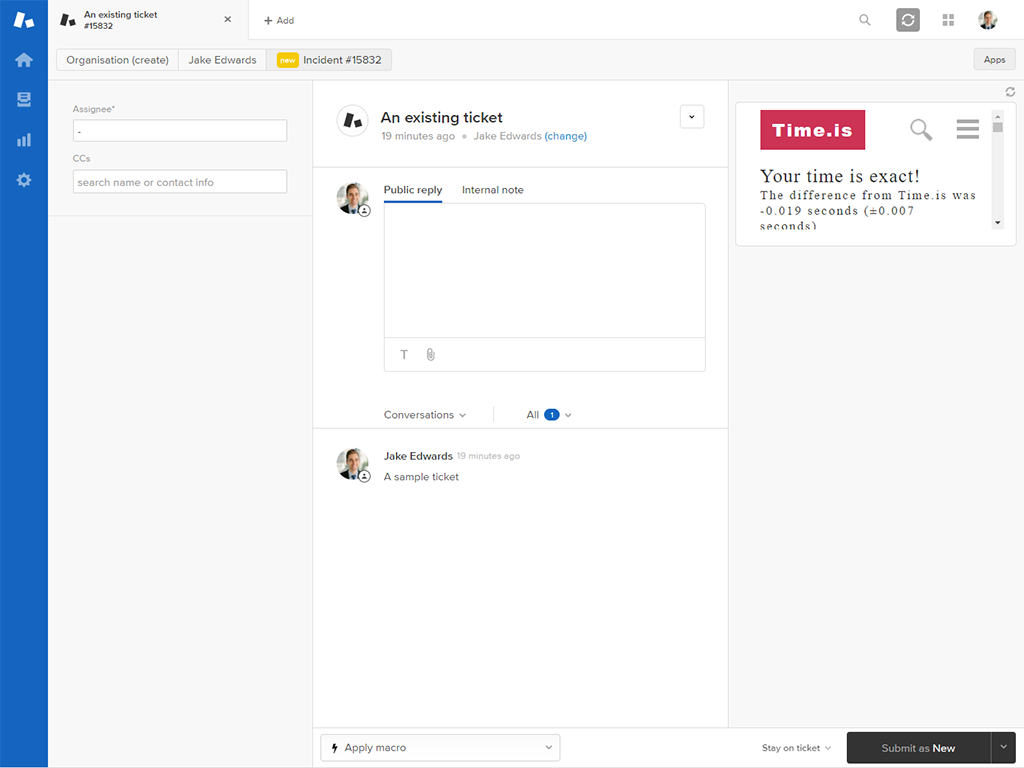 An existing ticket
#15832
Add
Organisation (create)
Jake Edwards
new Incident #15832
Apps
Assignee*
-
CCs
search name or contact info
An existing ticket
19 minutes ago Jake Edwards (change)
Public reply
Internal note
T
Conversations
All 1
Jake Edwards 19 minutes ago
A sample ticket
Time.is
Your time is exact!
The difference from Time.is was
-0.019 seconds (±0.007
seconds)
Apply macro
Stay on ticket
Submit as New